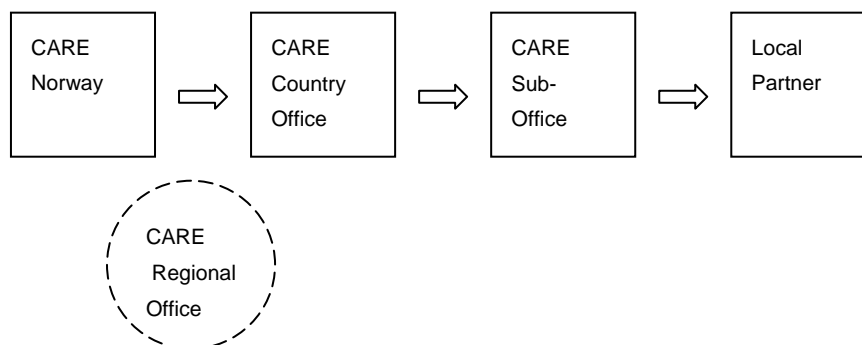 CARE
Norway
CARE
Country
Office
CARE
Sub-
Office
Local
Partner
CARE
Regional
Office